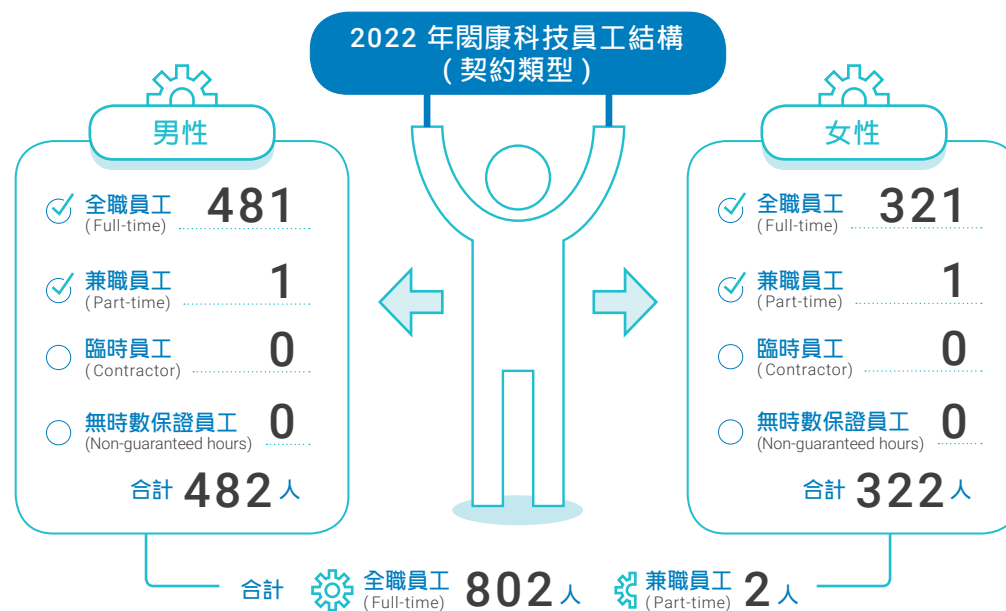 2022 年閎康科技員工結構
(契約類型)
男性
全職員工 481
(Full-time)
兼職員工 1
(Part-time)
臨時員工 0
(Contractor)
無時數保證員工 0
(Non-guaranteed hours)
合計 482 人
女性
全職員工 321
(Full-time)
兼職員工 1
(Part-time)
臨時員工 0
(Contractor)
無時數保證員工 0
(Non-guaranteed hours)
合計 322 人
合計 全職員工 802 人 兼職員工 2 人
(Full-time) (Part-time)